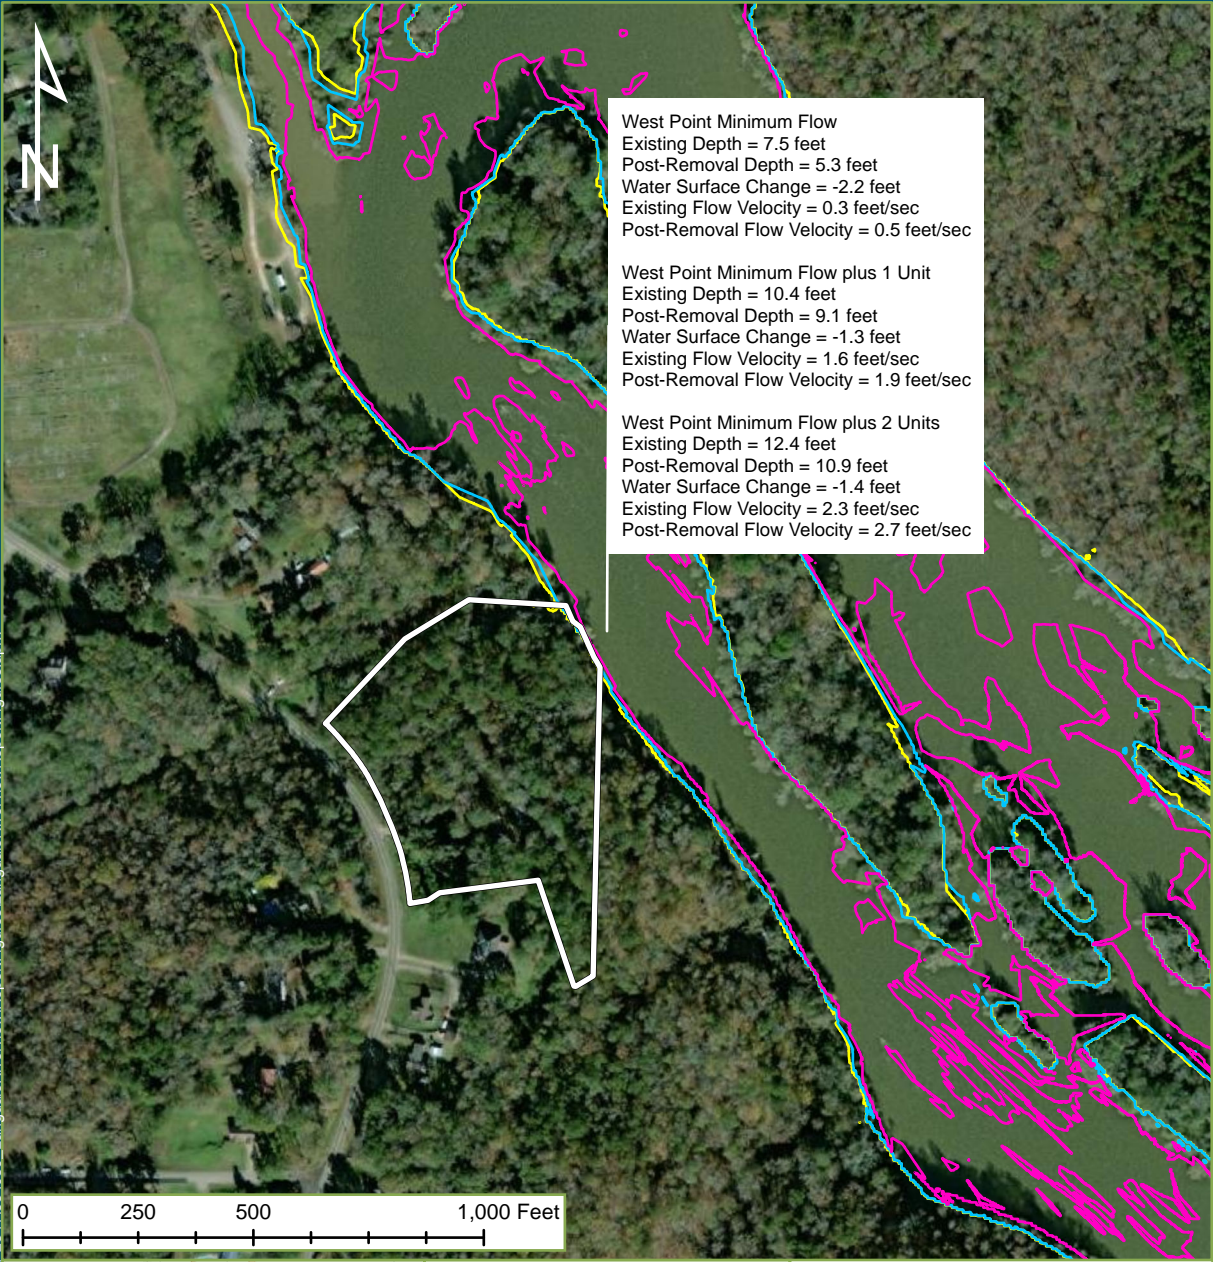 N
West Point Minimum Flow
Existing Depth = 7.5 feet
Post-Removal Depth = 5.3 feet
Water Surface Change = -2.2 feet
Existing Flow Velocity = 0.3 feet/sec
Post-Removal Flow Velocity = 0.5 feet/sec
West Point Minimum Flow plus 1 Unit
Existing Depth = 10.4 feet
Post-Removal Depth = 9.1 feet
Water Surface Change = -1.3 feet
Existing Flow Velocity = 1.6 feet/sec
Post-Removal Flow Velocity = 1.9 feet/sec
West Point Minimum Flow plus 2 Units
Existing Depth = 12.4 feet
Post-Removal Depth = 10.9 feet
Water Surface Change = -1.4 feet
Existing Flow Velocity = 2.3 feet/sec
Post-Removal Flow Velocity = 2.7 feet/sec
0 250 500 1,000 Feet